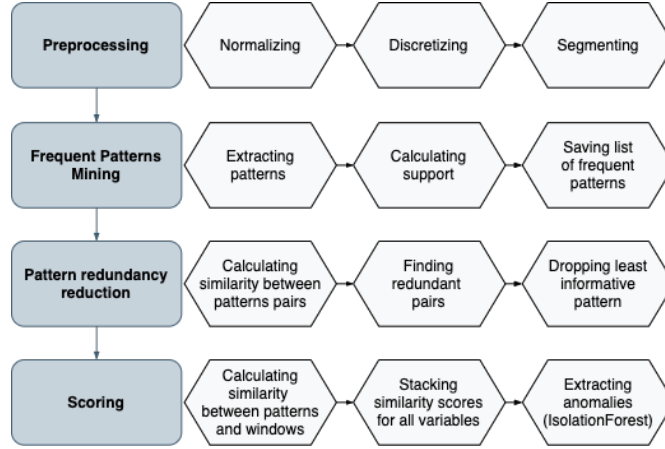 Preprocessing
Normalizing
Discretizing
Segmenting
Frequent Patterns
Mining
Extracting
patterns
Calculating
support
Saving list
of frequent
patterns
Pattern redundancy
reduction
Calculating
similarity between
patterns pairs
Finding
redundant
pairs
Dropping least
informative
pattern
Scoring
Calculating
similarity
between patterns
and windows
Stacking
similarity scores
for all variables
Extracting
anomalies
(IsolationForest)